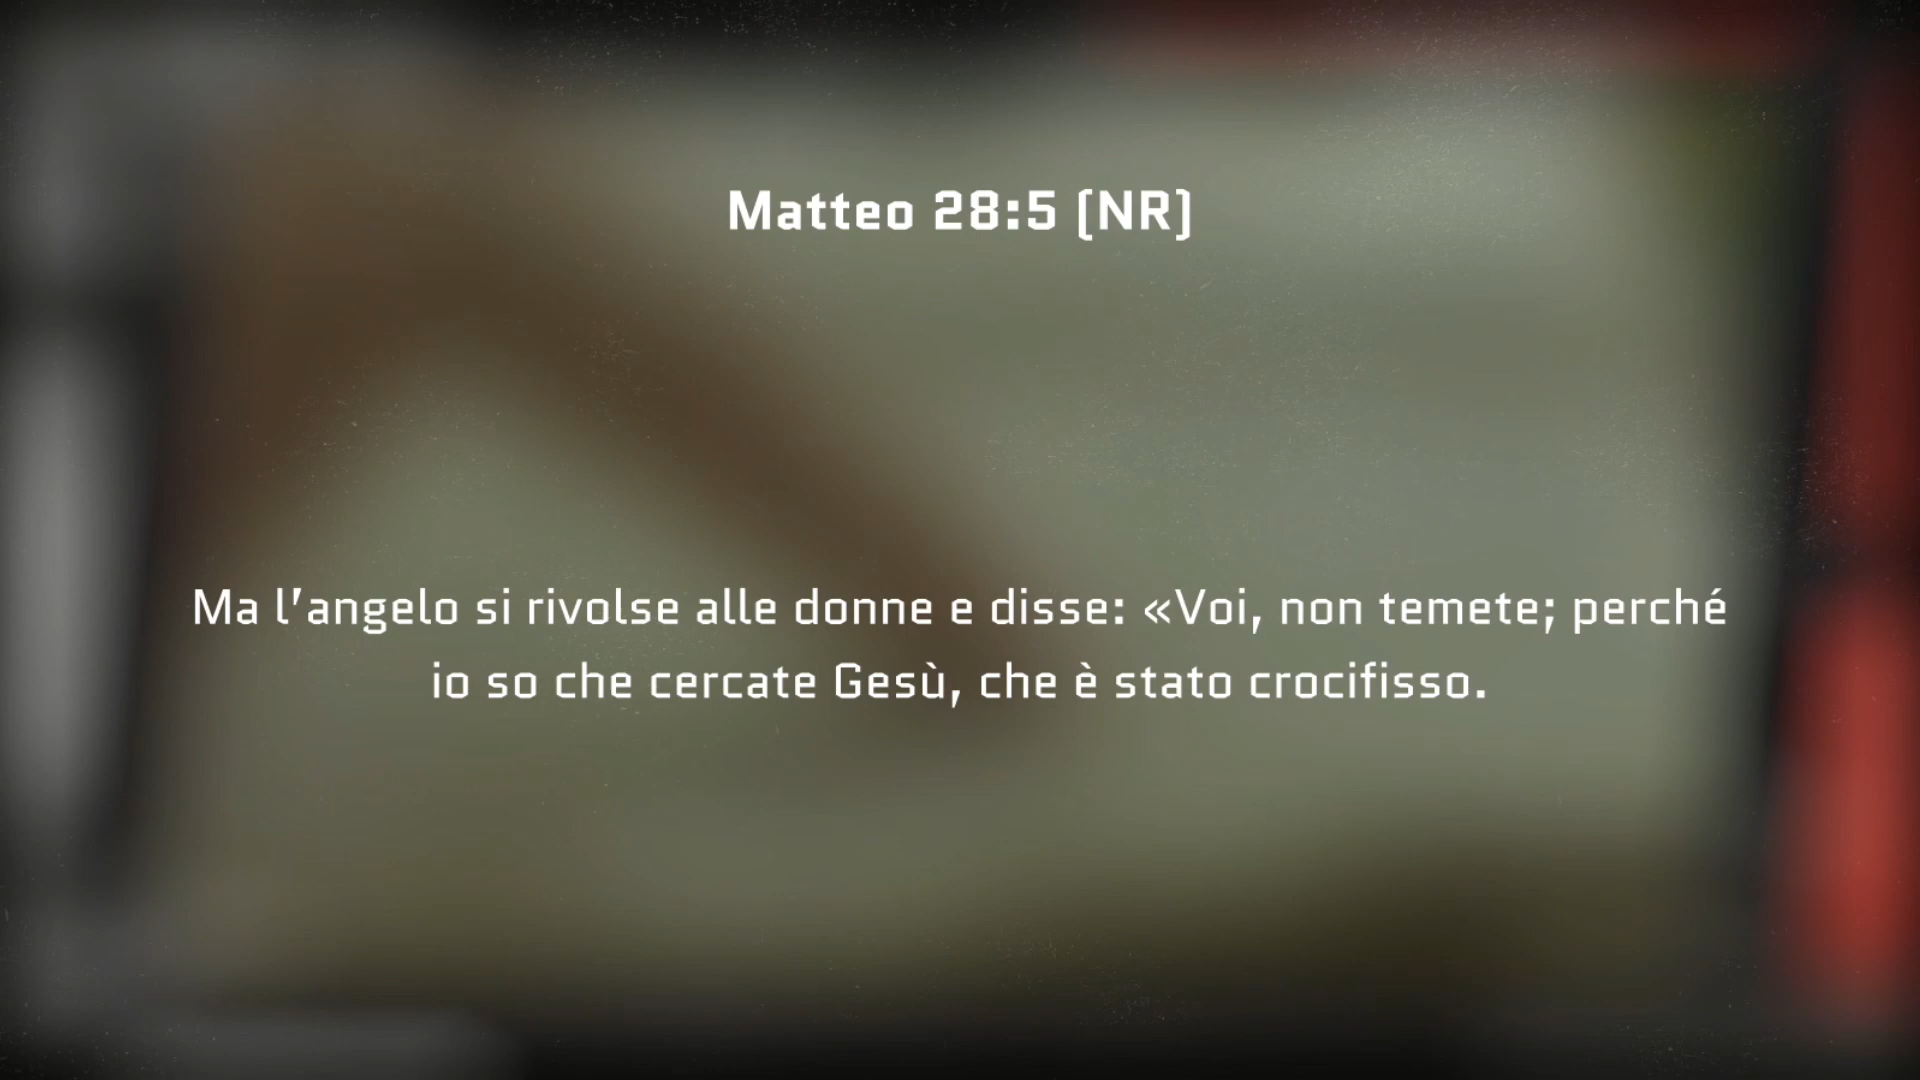 Matteo 28:5 [NR]
Ma l’angelo si rivolse alle donne e disse: «Voi, non temete; perché
io so che cercate Gesù, che è stato crocifisso.